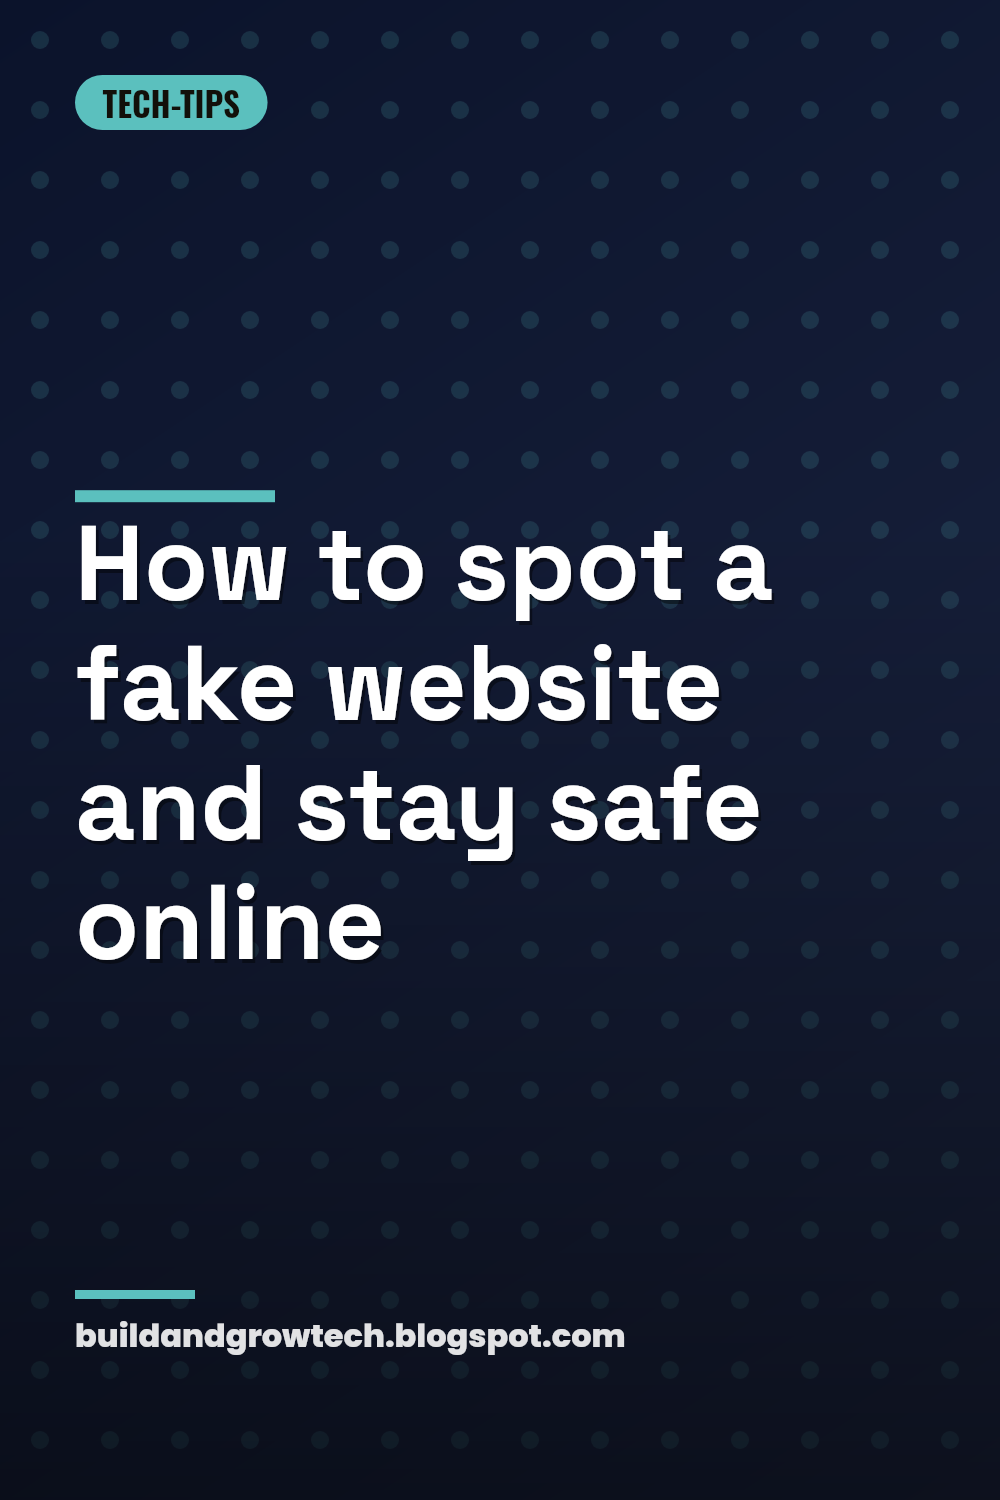 TECH-TIPS
How to spot a
fake website
and stay safe
online
buildandgrowtech.blogspot.com